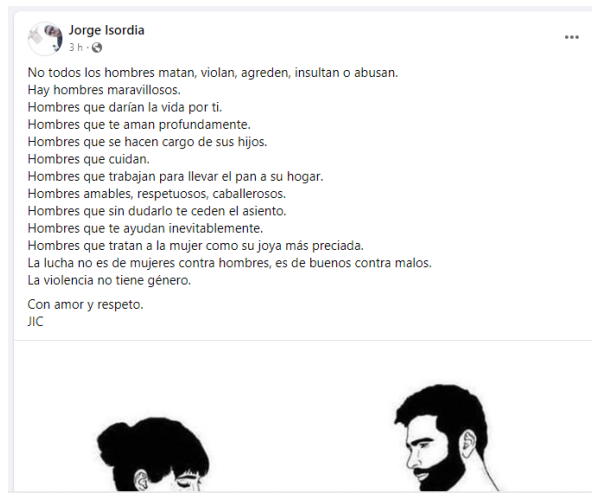 Jorge Isordia
3 h ·
No todos los hombres matan, violan, agreden, insultan o abusan.
Hay hombres maravillosos.
Hombres que darían la vida por ti.
Hombres que te aman profundamente.
Hombres que se hacen cargo de sus hijos.
Hombres que cuidan.
Hombres que trabajan para llevar el pan a su hogar.
Hombres amables, respetuosos, caballerosos.
Hombres que sin dudarlo te ceden el asiento.
Hombres que te ayudan inevitablemente.
Hombres que tratan a la mujer como su joya más preciada.
La lucha no es de mujeres contra hombres, es de buenos contra malos.
La violencia no tiene género.
Con amor y respeto.
JIC